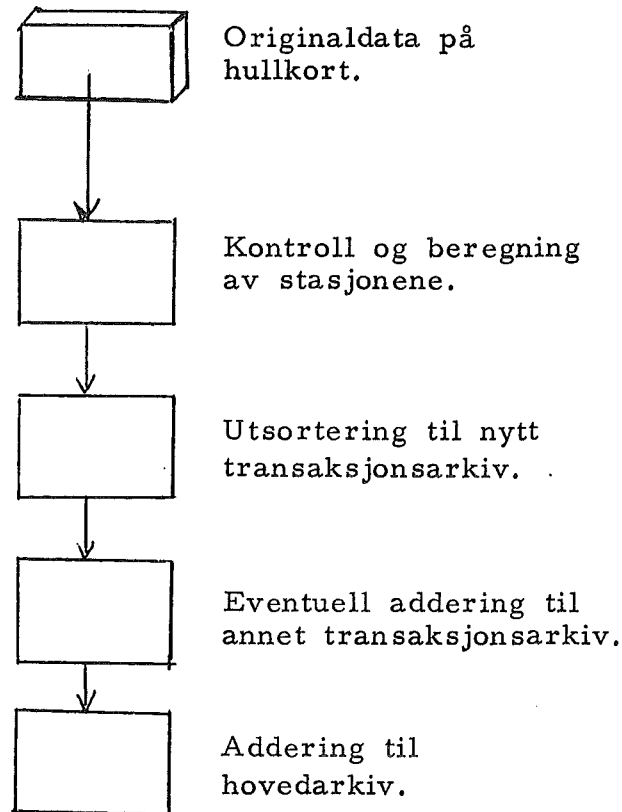 Originaldata på
hullkort.
Kontroll og beregning
av stasjonene.
Utsortering til nytt
transaksjonsarkiv.
Eventuell addering til
annet transaksjonsarkiv.
Addering til
hovedarkiv.